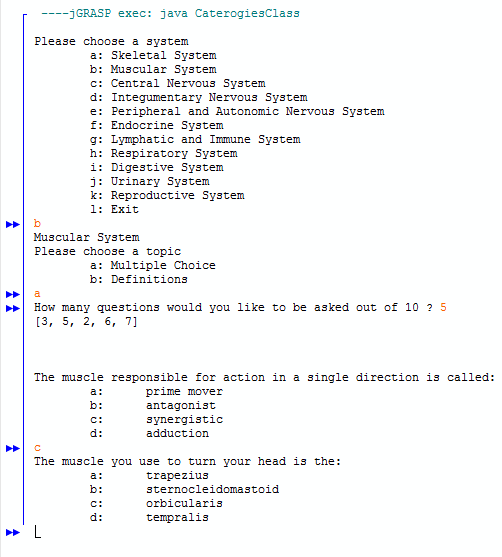 ----jGRASP exec: java CaterogiesClass
Please choose a system
a: Skeletal System
b: Muscular System
c: Central Nervous System
d: Integumentary Nervous System
e: Peripheral and Autonomic Nervous System
f: Endocrine System
g: Lymphatic and Immune System
h: Respiratory System
i: Digestive System
j: Urinary System
k: Reproductive System
l: Exit
b
Muscular System
Please choose a topic
a: Multiple Choice
b: Definitions
a
How many questions would you like to be asked out of 10 ? 5
[3, 5, 2, 6, 7]
The muscle responsible for action in a single direction is called:
a: prime mover
b: antagonist
c: synergistic
d: adduction
c
The muscle you use to turn your head is the:
a: trapezius
b: sternocleidomastoid
c: orbicularis
d: tempralis